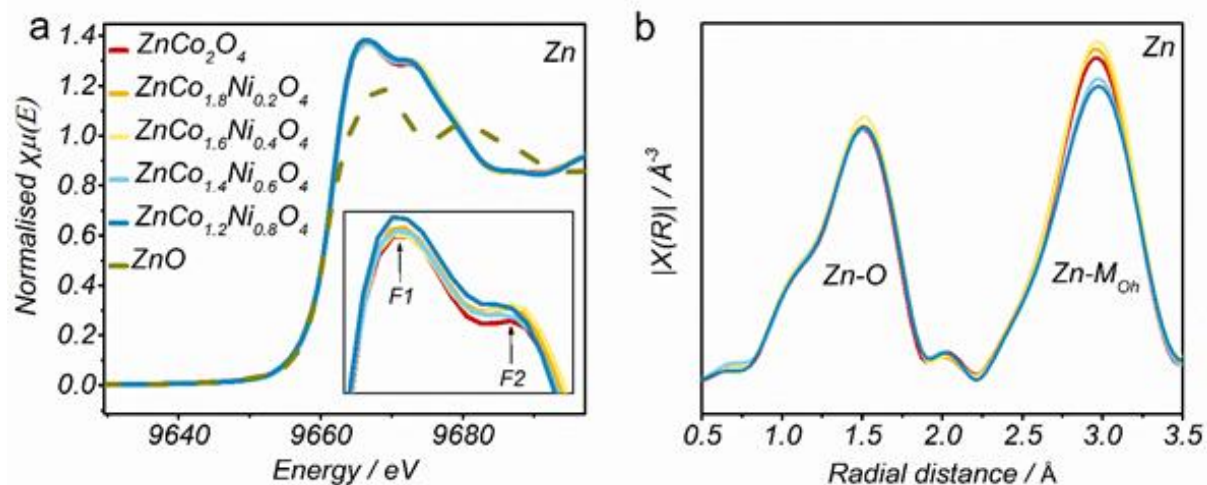 a
Zn
ZnCo₂O₄
ZnCo₁.₈Ni₀.₂O₄
ZnCo₁.₆Ni₀.₄O₄
ZnCo₁.₄Ni₀.₆O₄
ZnCo₁.₂Ni₀.₈O₄
ZnO
F1
F2
1.4
1.2
1.0
0.8
0.6
0.4
0.2
0.0
Normalised χμ(E)
9640
9660
9680
Energy / eV
b
Zn
|X(R)| / Å⁻³
Zn-O
Zn-M_Oh
0.5
1.0
1.5
2.0
2.5
3.0
3.5
Radial distance / Å